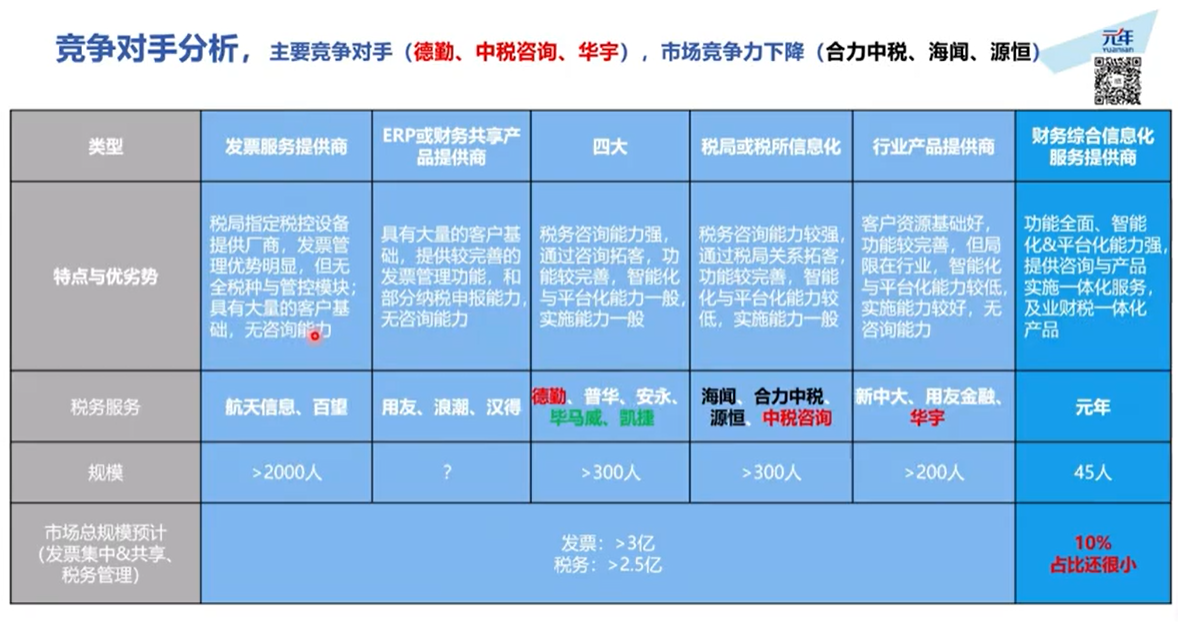 竞争对手分析，主要竞争对手（德勤、中税咨询、华宇），市场竞争力下降（合力中税、海闻、源恒）
元年
YUANIAN
类型
发票服务提供商
ERP或财务共享产
品提供商
四大
税局或税所信息化
行业产品提供商
财务综合信息化
服务提供商
特点与优劣势
税局指定税控设备
提供厂商，发票管
理优势明显，但无
全税种与管控模块；
具有大量的客户基
础，无咨询能力
具有大量的客户基
础，提供较完善的
发票管理功能，和
部分纳税申报能力，
无咨询能力
税务咨询能力强，
通过咨询拓客，功
能较完善，智能化
与平台化能力一般，
实施能力一般
税务咨询能力较强，
通过税局关系拓客，
功能较完善，智能
化与平台化能力较
低，实施能力一般
客户资源基础好，
功能较完善，但局
限在行业，智能化
与平台化能力较低，
实施能力较好，无
咨询能力
功能全面、智能
化&平台化能力强，
提供咨询与产品
实施一体化服务，
及业财税一体化
产品
税务服务
航天信息、百望
用友、浪潮、汉得
德勤、普华、安永、
毕马威、凯捷
海闻、合力中税、
源恒、中税咨询
新中大、用友金融、
华宇
元年
规模
>2000人
?
>300人
>300人
>200人
45人
市场总规模预计
（发票集中&共享、
税务管理）
发票：>3亿
税务：>2.5亿
10%
占比还很小